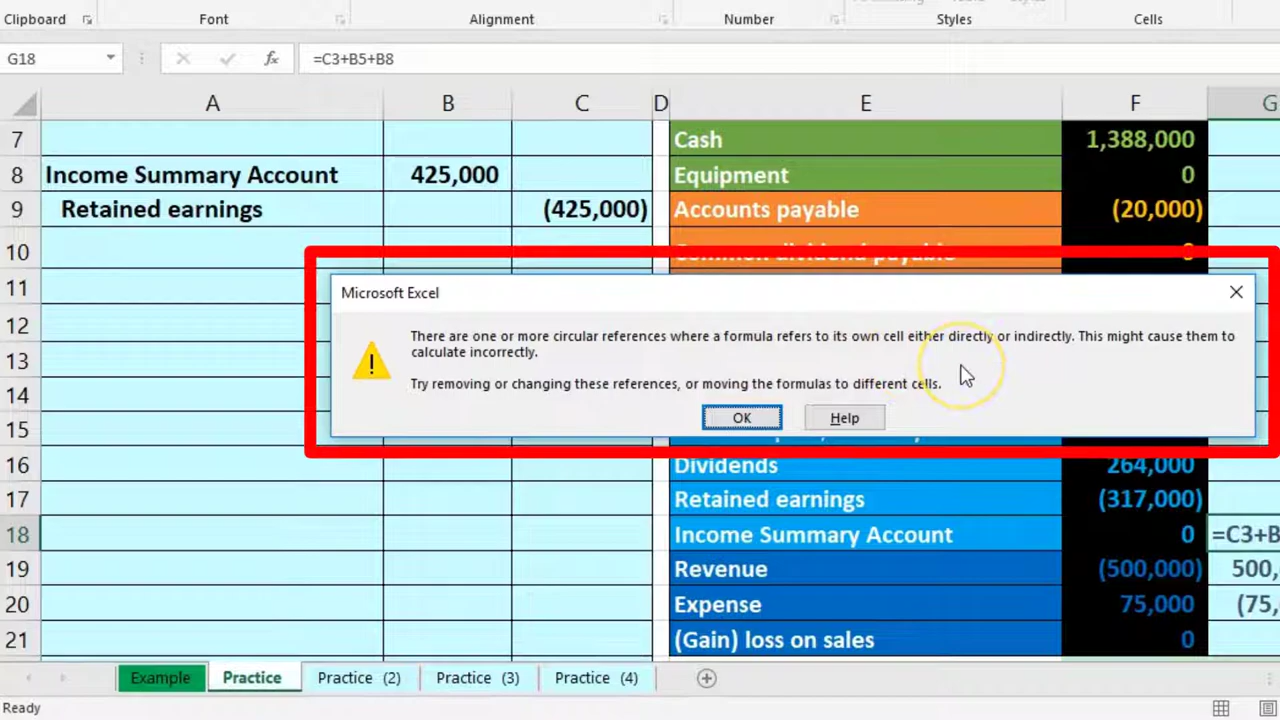 Clipboard Font Alignment Number Styles Cells
G18 fx =C3+B5+B8
A B C D E F G
7 Cash 1,388,000
8 Income Summary Account 425,000 Equipment 0
9 Retained earnings (425,000) Accounts payable (20,000)
10 Common dividend payable 0
11
12
13
14
15
Microsoft Excel
There are one or more circular references where a formula refers to its own cell either directly or indirectly. This might cause them to
calculate incorrectly.
Try removing or changing these references, or moving the formulas to different cells.
OK Help
16 Dividends 264,000
17 Retained earnings (317,000)
18 Income Summary Account 0 =C3+B
19 Revenue (500,000) 500,
20 Expense 75,000 (75,
21 (Gain) loss on sales 0
Example Practice Practice (2) Practice (3) Practice (4)
Ready